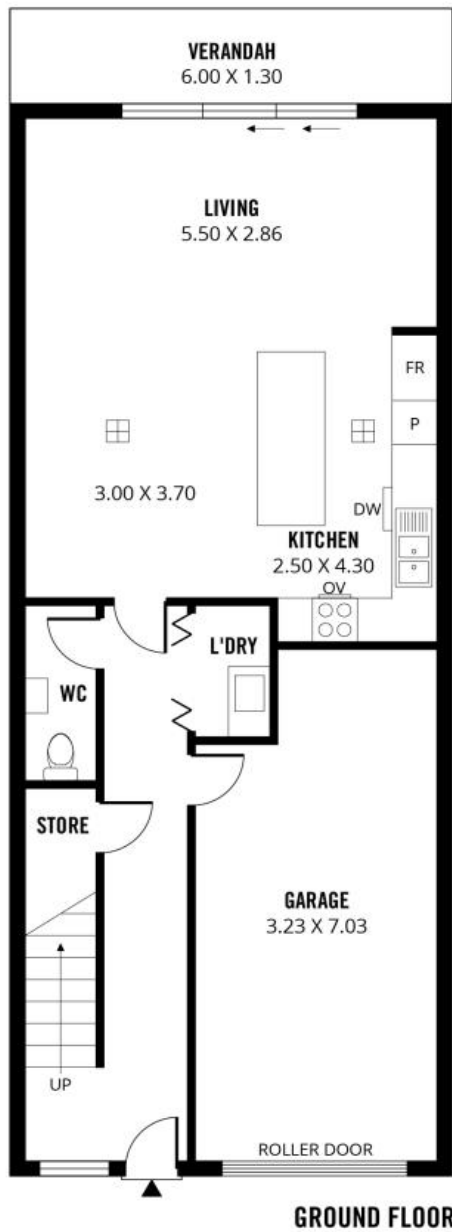 VERANDAH
6.00 X 1.30
LIVING
5.50 X 2.86
FR
P
3.00 X 3.70
DW
KITCHEN
2.50 X 4.30
OV
L'DRY
WC
STORE
GARAGE
3.23 X 7.03
UP
ROLLER DOOR
GROUND FLOOR